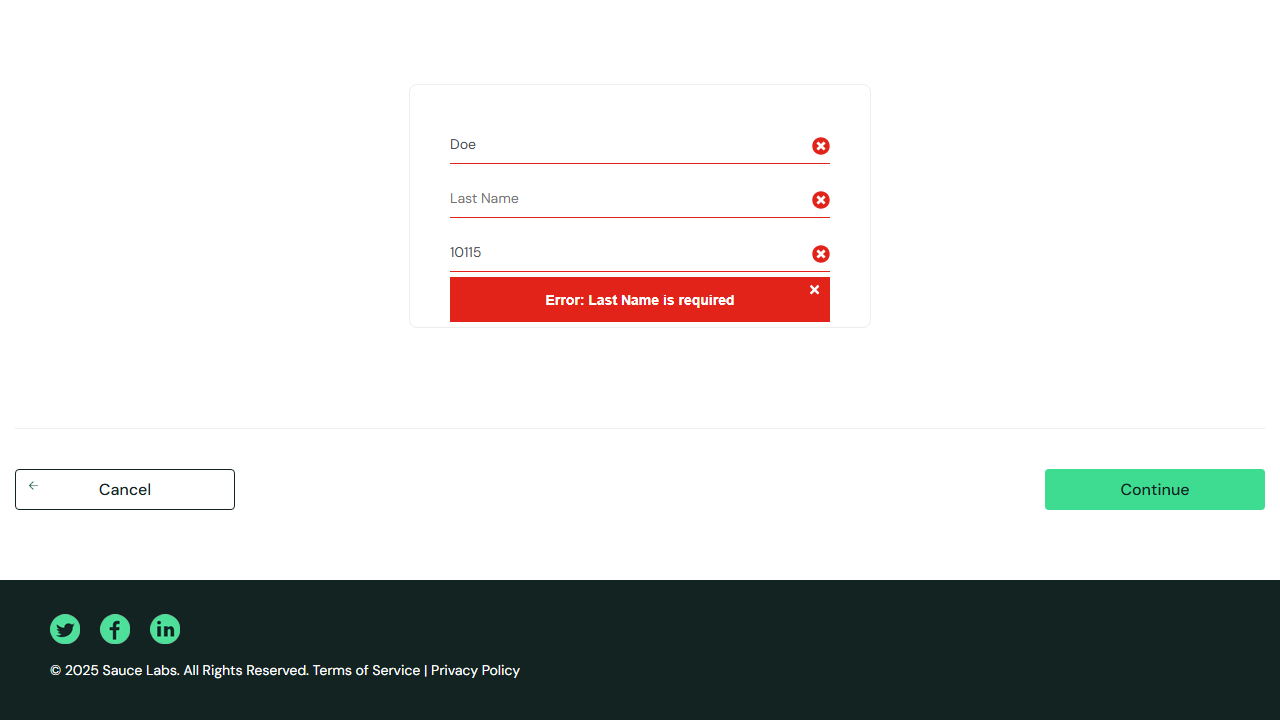 Doe
Last Name
10115
Error: Last Name is required
Cancel
Continue
© 2025 Sauce Labs. All Rights Reserved. Terms of Service | Privacy Policy